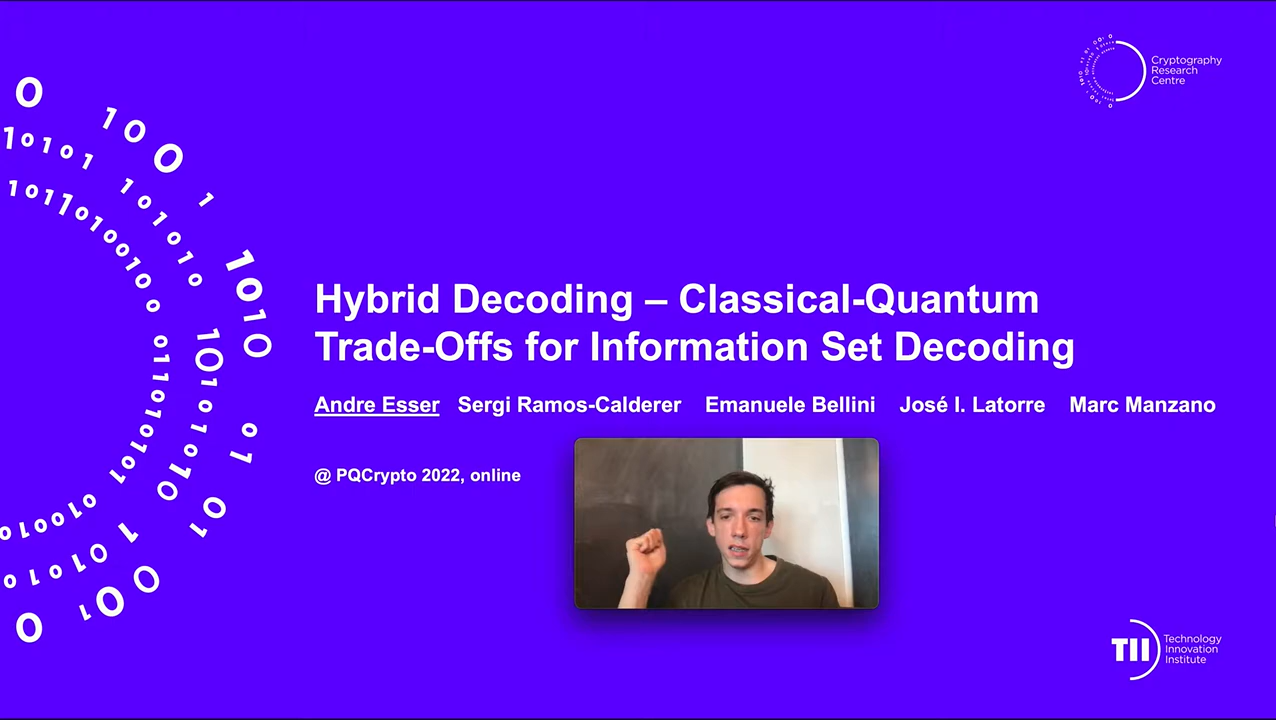 Cryptography
Research
Centre
Hybrid Decoding – Classical-Quantum
Trade-Offs for Information Set Decoding
Andre Esser Sergi Ramos-Calderer Emanuele Bellini José I. Latorre Marc Manzano
@ PQCrypto 2022, online
TII
Technology
Innovation
Institute